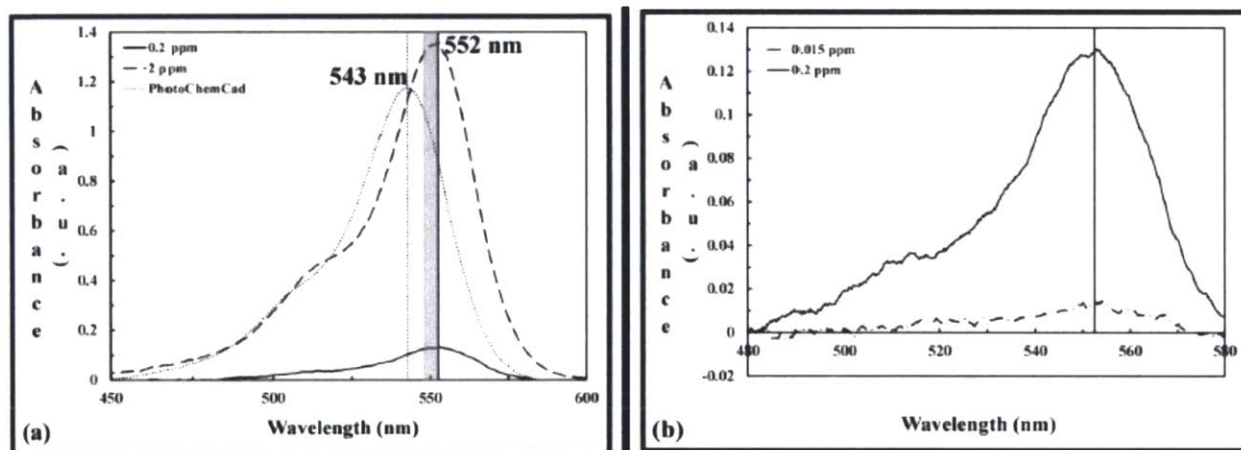 1.4
1.2
1
0.8
0.6
0.4
0.2
0
0.2 ppm
2 ppm
PhotoChemCad
543 nm
552 nm
Absorbance
(a.u.)
450
500
550
600
Wavelength (nm)
(a)
0.14
0.12
0.1
0.08
0.06
0.04
0.02
0
-0.02
0.015 ppm
0.2 ppm
Absorbance
(a.u.)
480
500
520
540
560
580
Wavelength (nm)
(b)